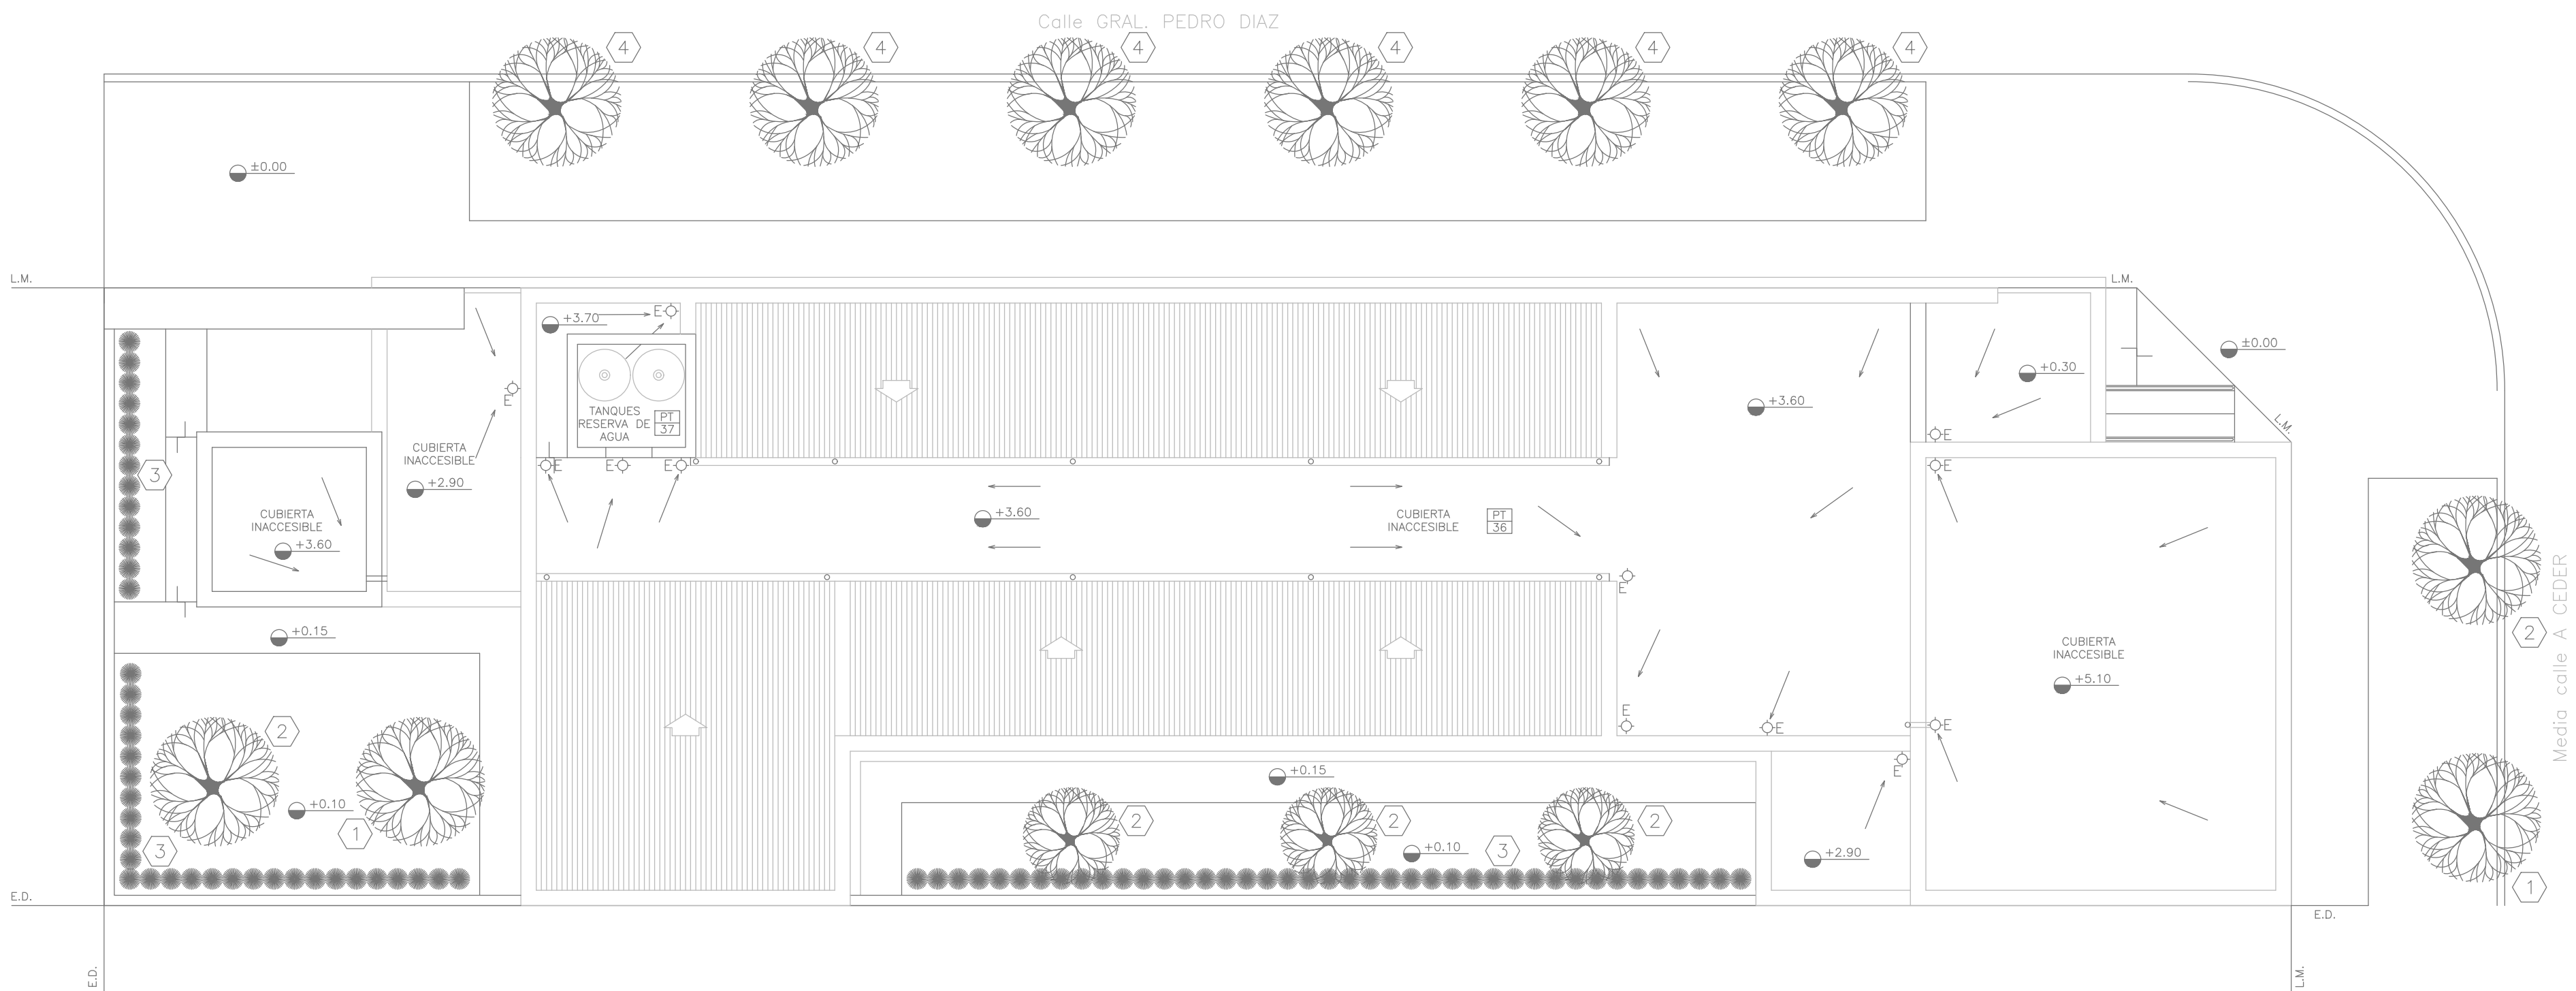 Calle GRAL. PEDRO DIAZ
4
4
4
4
4
4
±0.00
L.M.
L.M.
+3.70
E
±0.00
+0.30
E
TANQUES
RESERVA DE
AGUA
PT
37
+3.60
L.M.
CUBIERTA
INACCESIBLE
+2.90
3
E
E
E
E
E
CUBIERTA
INACCESIBLE
+3.60
+3.60
CUBIERTA
INACCESIBLE
PT
36
E
Media calle A CEDER
+0.15
2
CUBIERTA
INACCESIBLE
+5.10
2
E
E
E
E
+0.15
+0.10
1
3
2
2
2
+0.10
3
+2.90
1
E.D.
E.D.
E.D.
L.M.